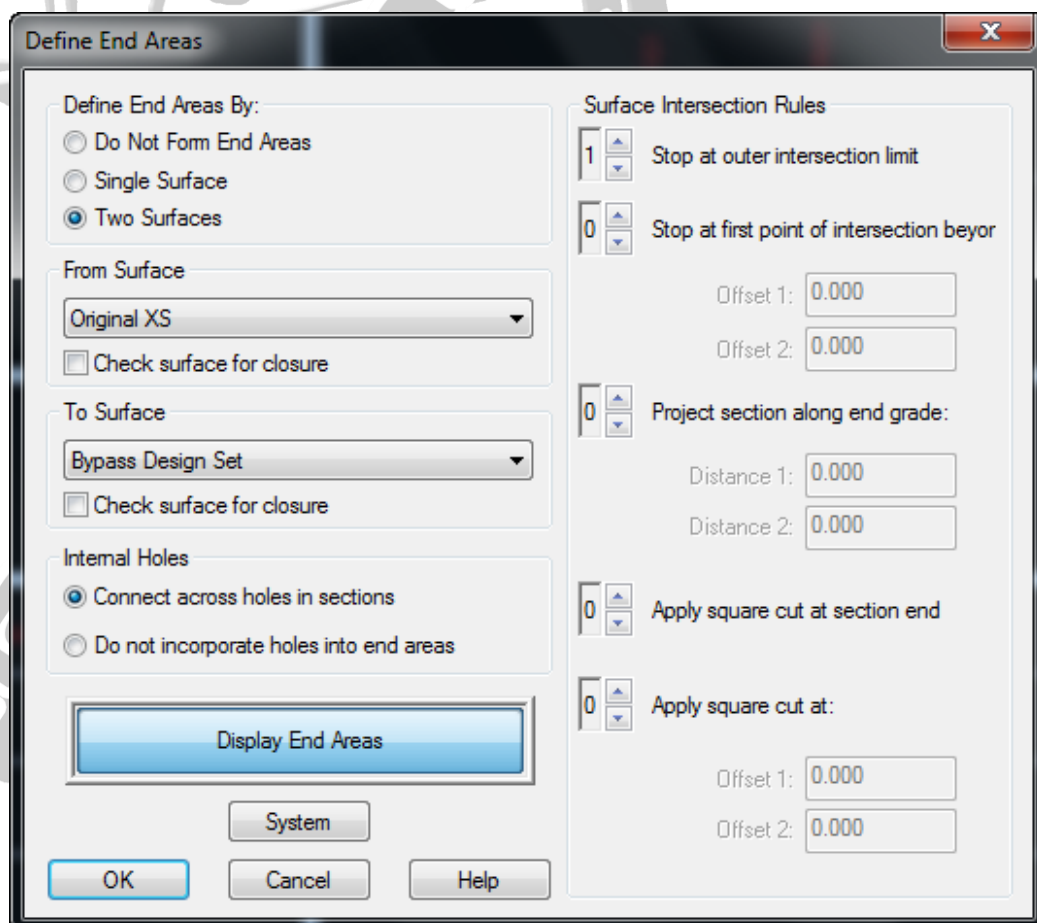 Define End Areas
Define End Areas By:
Do Not Form End Areas
Single Surface
Two Surfaces
From Surface
Original XS
Check surface for closure
To Surface
Bypass Design Set
Check surface for closure
Internal Holes
Connect across holes in sections
Do not incorporate holes into end areas
Display End Areas
System
OK Cancel Help
Surface Intersection Rules
1 Stop at outer intersection limit
0 Stop at first point of intersection beyor
Offset 1: 0.000
Offset 2: 0.000
0 Project section along end grade:
Distance 1: 0.000
Distance 2: 0.000
0 Apply square cut at section end
0 Apply square cut at:
Offset 1: 0.000
Offset 2: 0.000